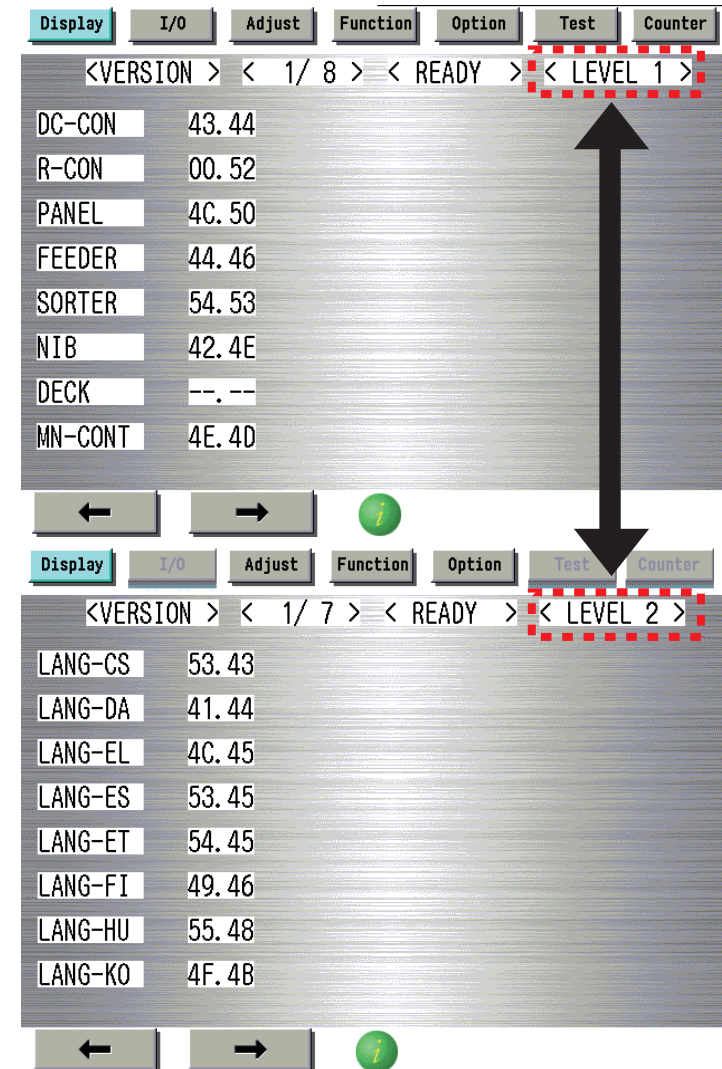 Display I/O Adjust Function Option Test Counter
<VERSION > < 1/ 8 > < READY > < LEVEL 1 >
DC-CON 43.44
R-CON 00.52
PANEL 4C.50
FEEDER 44.46
SORTER 54.53
NIB 42.4E
DECK --.--
MN-CONT 4E.4D
← → i
Display I/O Adjust Function Option Test Counter
<VERSION > < 1/ 7 > < READY > < LEVEL 2 >
LANG-CS 53.43
LANG-DA 41.44
LANG-EL 4C.45
LANG-ES 53.45
LANG-ET 54.45
LANG-FI 49.46
LANG-HU 55.48
LANG-KO 4F.4B
← → i